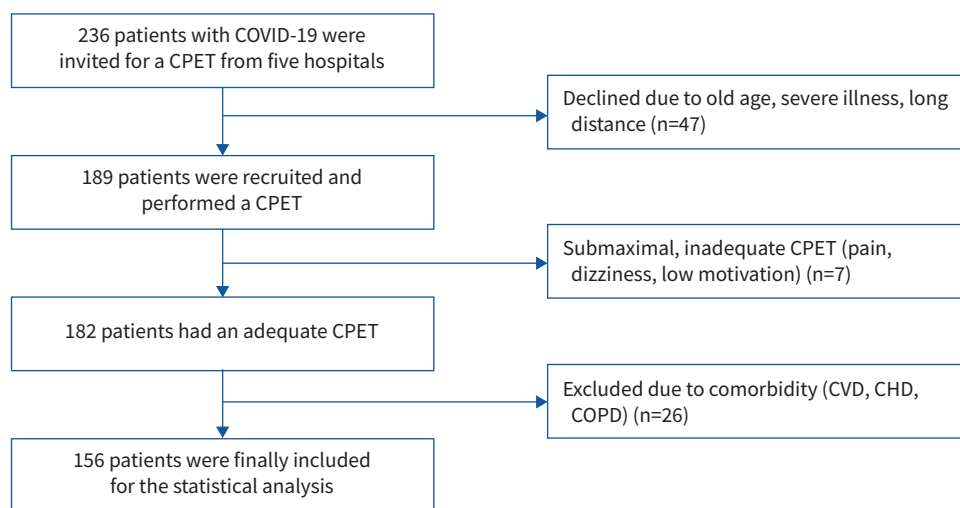 236 patients with COVID-19 were
invited for a CPET from five hospitals
Declined due to old age, severe illness, long
distance (n=47)
189 patients were recruited and
performed a CPET
Submaximal, inadequate CPET (pain,
dizziness, low motivation) (n=7)
182 patients had an adequate CPET
Excluded due to comorbidity (CVD, CHD,
COPD) (n=26)
156 patients were finally included
for the statistical analysis